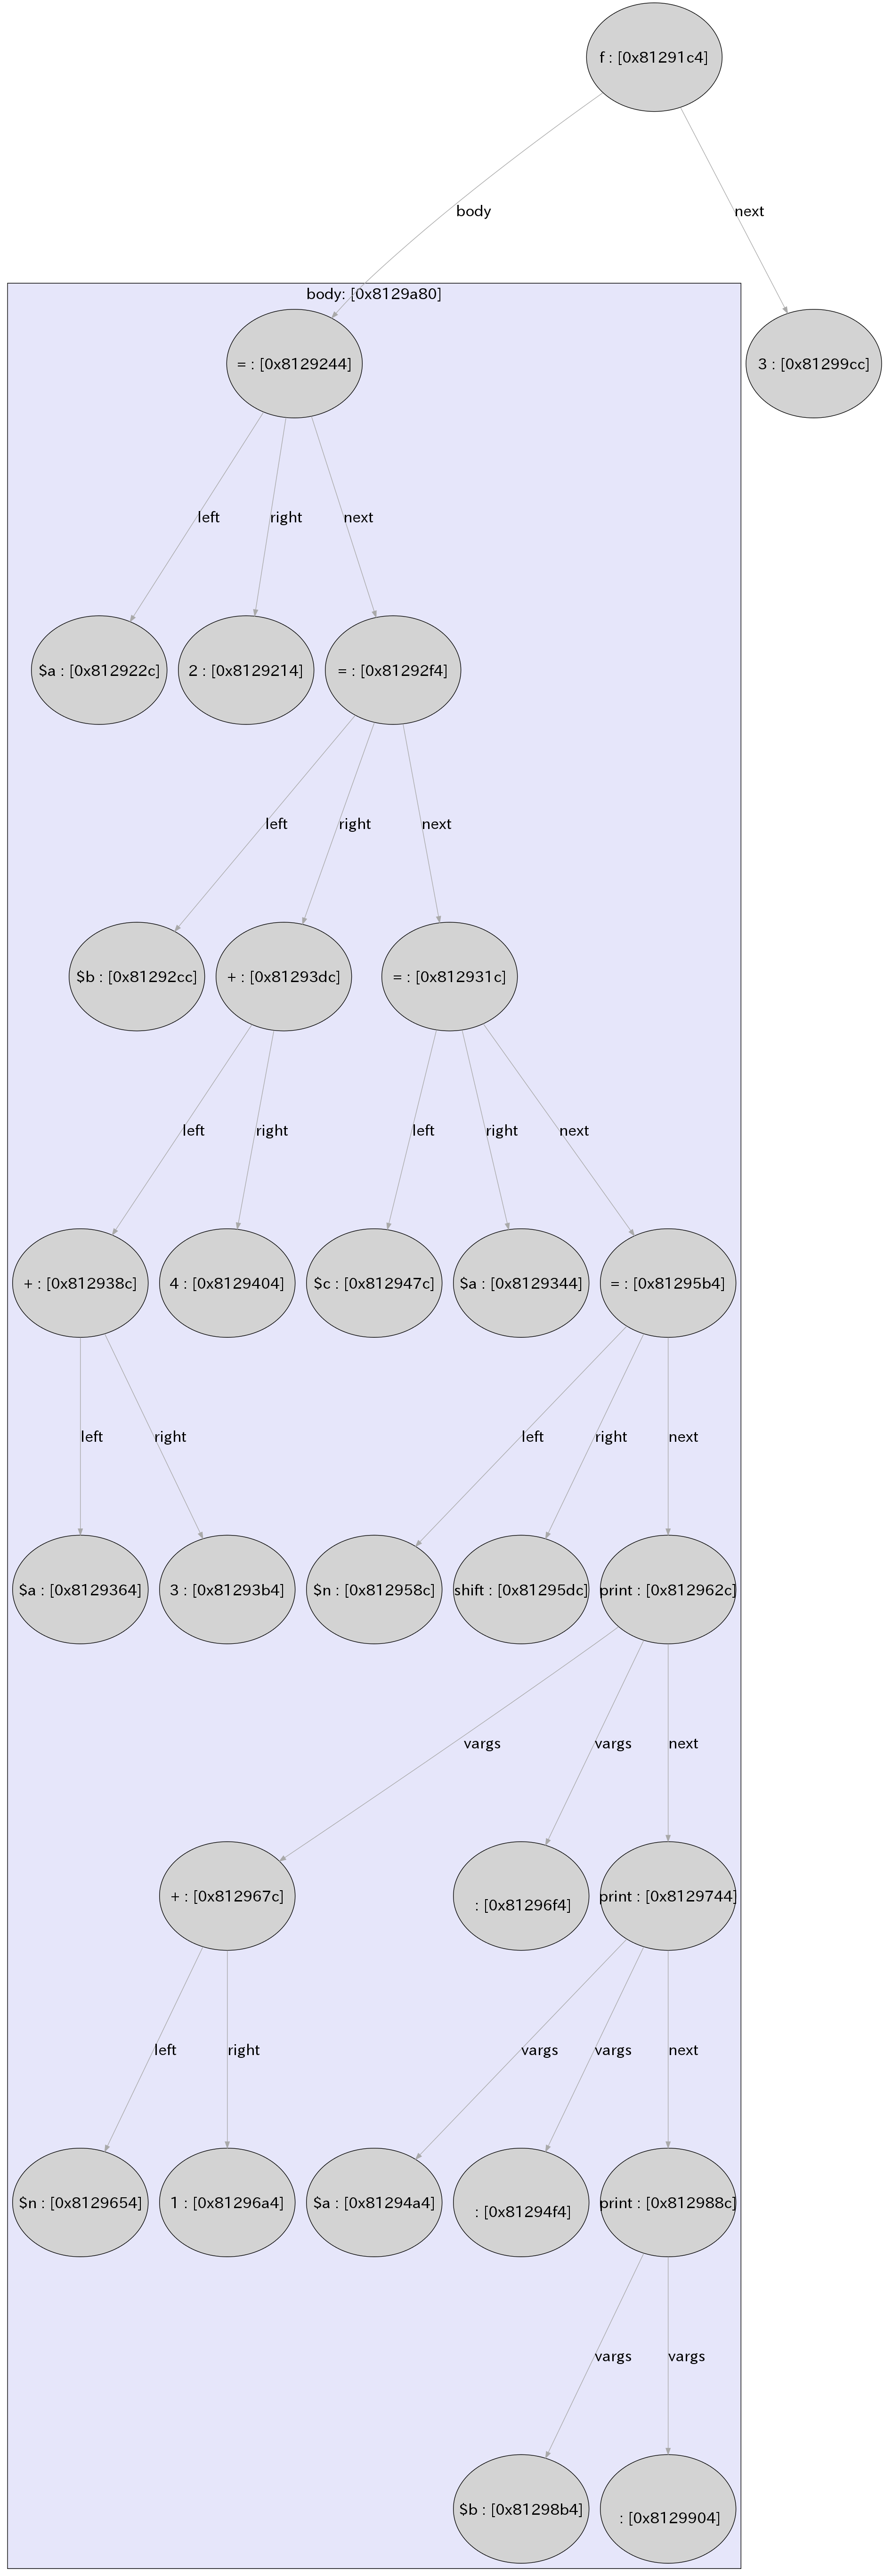 f : [0x81291c4]
body
next
body: [0x8129a80]
= : [0x8129244]
3 : [0x81299cc]
left
right
next
$a : [0x812922c]
2 : [0x8129214]
= : [0x81292f4]
left
right
next
$b : [0x81292cc]
+ : [0x81293dc]
= : [0x812931c]
left
right
left
right
next
+ : [0x812938c]
4 : [0x8129404]
$c : [0x812947c]
$a : [0x8129344]
= : [0x81295b4]
left
right
left
right
next
$a : [0x8129364]
3 : [0x81293b4]
$n : [0x812958c]
shift : [0x81295dc]
print : [0x812962c]
vargs
vargs
next
+ : [0x812967c]
: [0x81296f4]
print : [0x8129744]
left
right
vargs
vargs
next
$n : [0x8129654]
1 : [0x81296a4]
$a : [0x81294a4]
: [0x81294f4]
print : [0x812988c]
vargs
vargs
$b : [0x81298b4]
: [0x8129904]